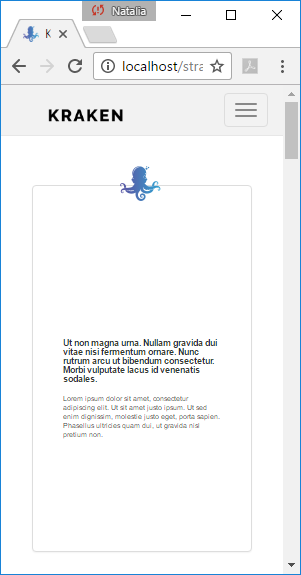 Natalia
K
localhost/stra
KRAKEN
Ut non magna urna. Nullam gravida dui
vitae nisi fermentum ornare. Nunc
rutrum arcu ut bibendum consectetur.
Morbi vulputate lacus id venenatis
sodales.
Lorem ipsum dolor sit amet, consectetur
adipiscing elit. Ut sit amet justo ipsum. Ut sed
enim dignissim, molestie justo eget, porta sapien.
Phasellus ultricies quam dui, ut gravida nisl
pretium non.